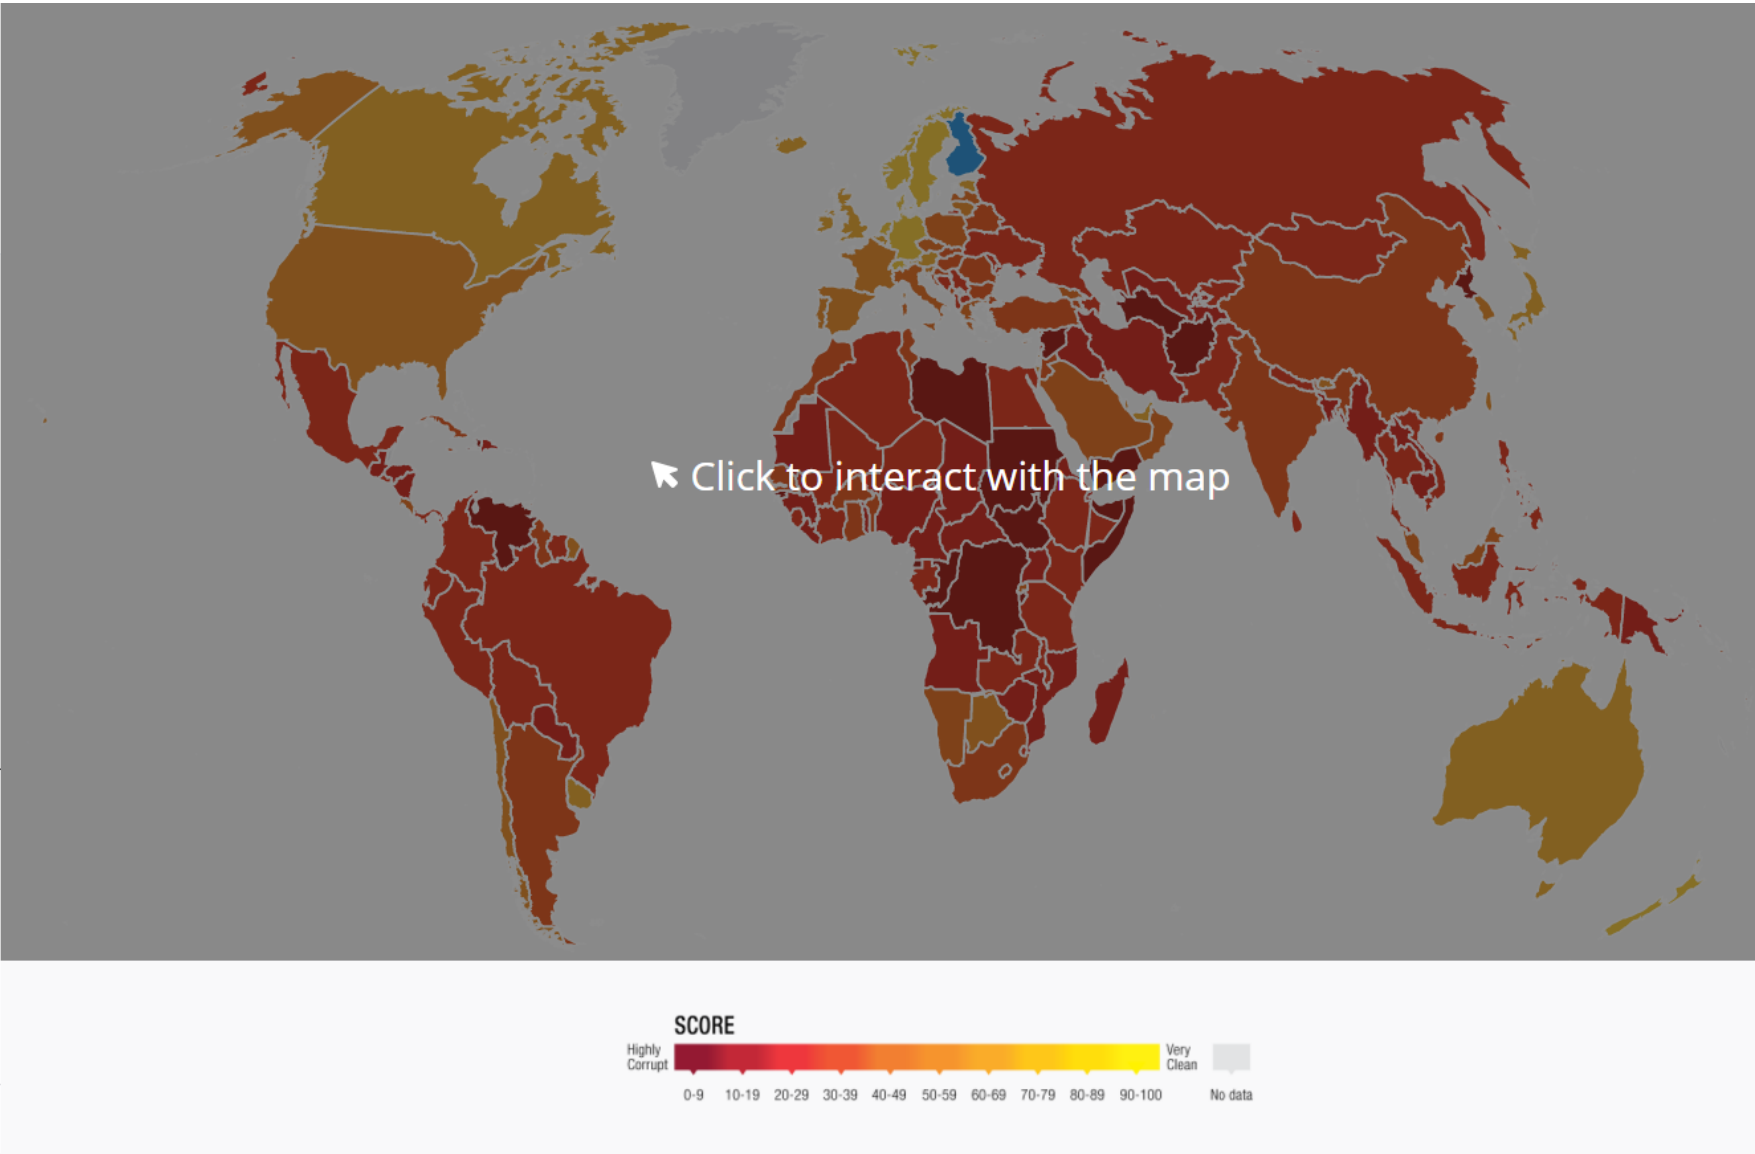 Click to interact with the map
SCORE
Highly
Corrupt
Very
Clean
0-9 10-19 20-29 30-39 40-49 50-59 60-69 70-79 80-89 90-100 No data